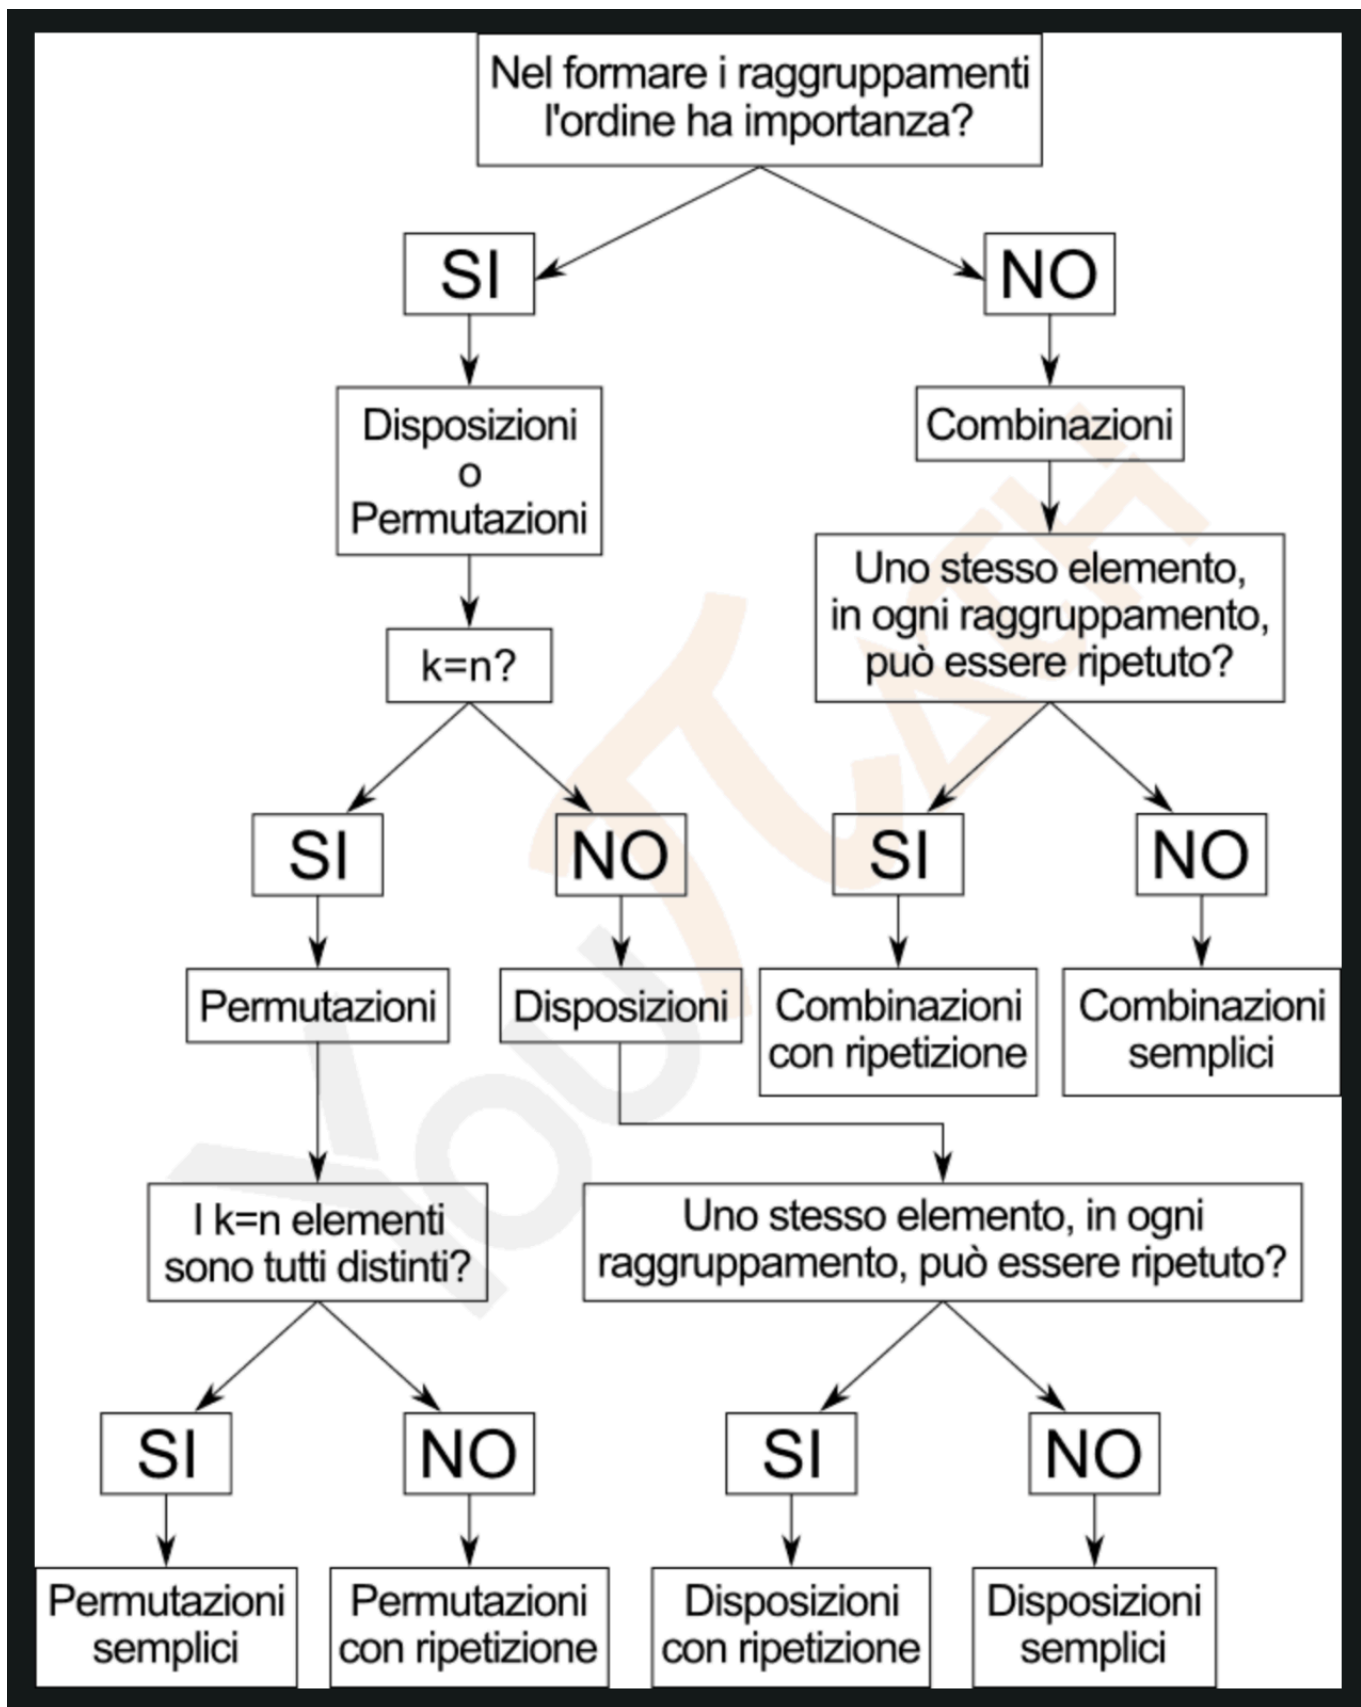 Nel formare i raggruppamenti
l'ordine ha importanza?
SI
NO
Disposizioni
o
Permutazioni
Combinazioni
Uno stesso elemento,
in ogni raggruppamento,
può essere ripetuto?
k=n?
SI
NO
SI
NO
Permutazioni
Disposizioni
Combinazioni
con ripetizione
Combinazioni
semplici
I k=n elementi
sono tutti distinti?
Uno stesso elemento, in ogni
raggruppamento, può essere ripetuto?
SI
NO
SI
NO
Permutazioni
semplici
Permutazioni
con ripetizione
Disposizioni
con ripetizione
Disposizioni
semplici
YouMath